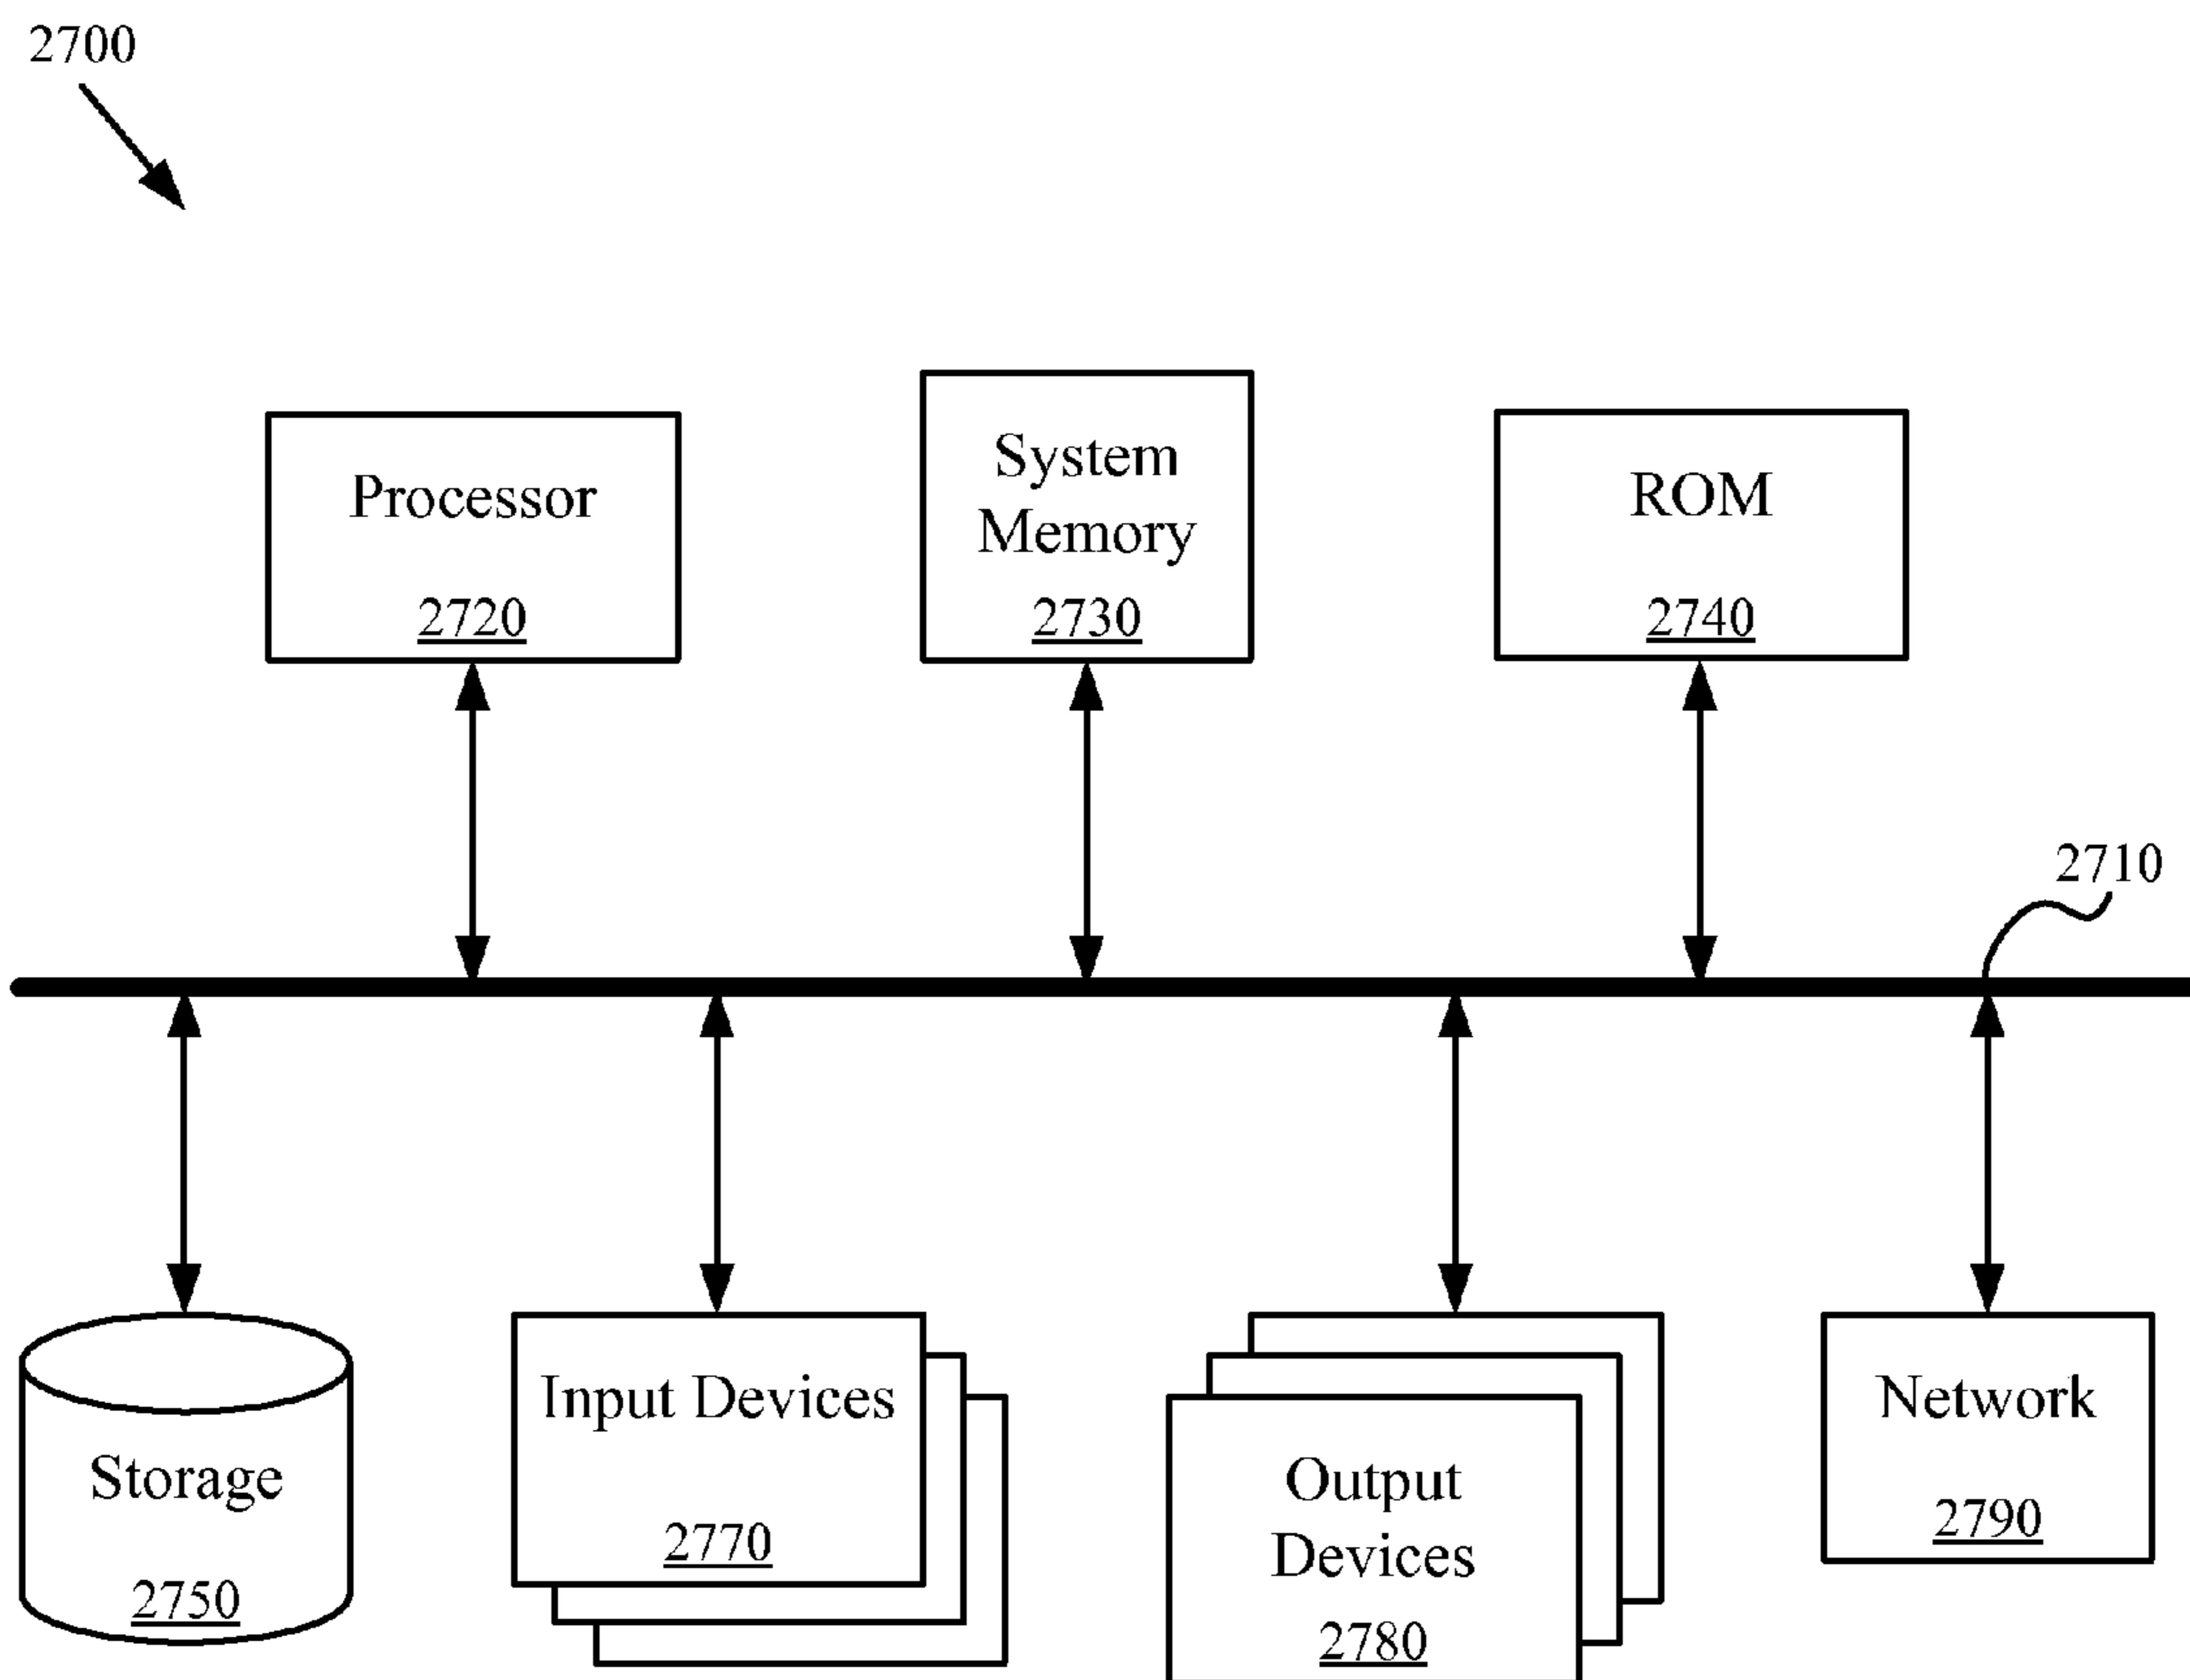 2700
Processor
2720
System
Memory
2730
ROM
2740
2710
Storage
2750
Input Devices
2770
Output
Devices
2780
Network
2790